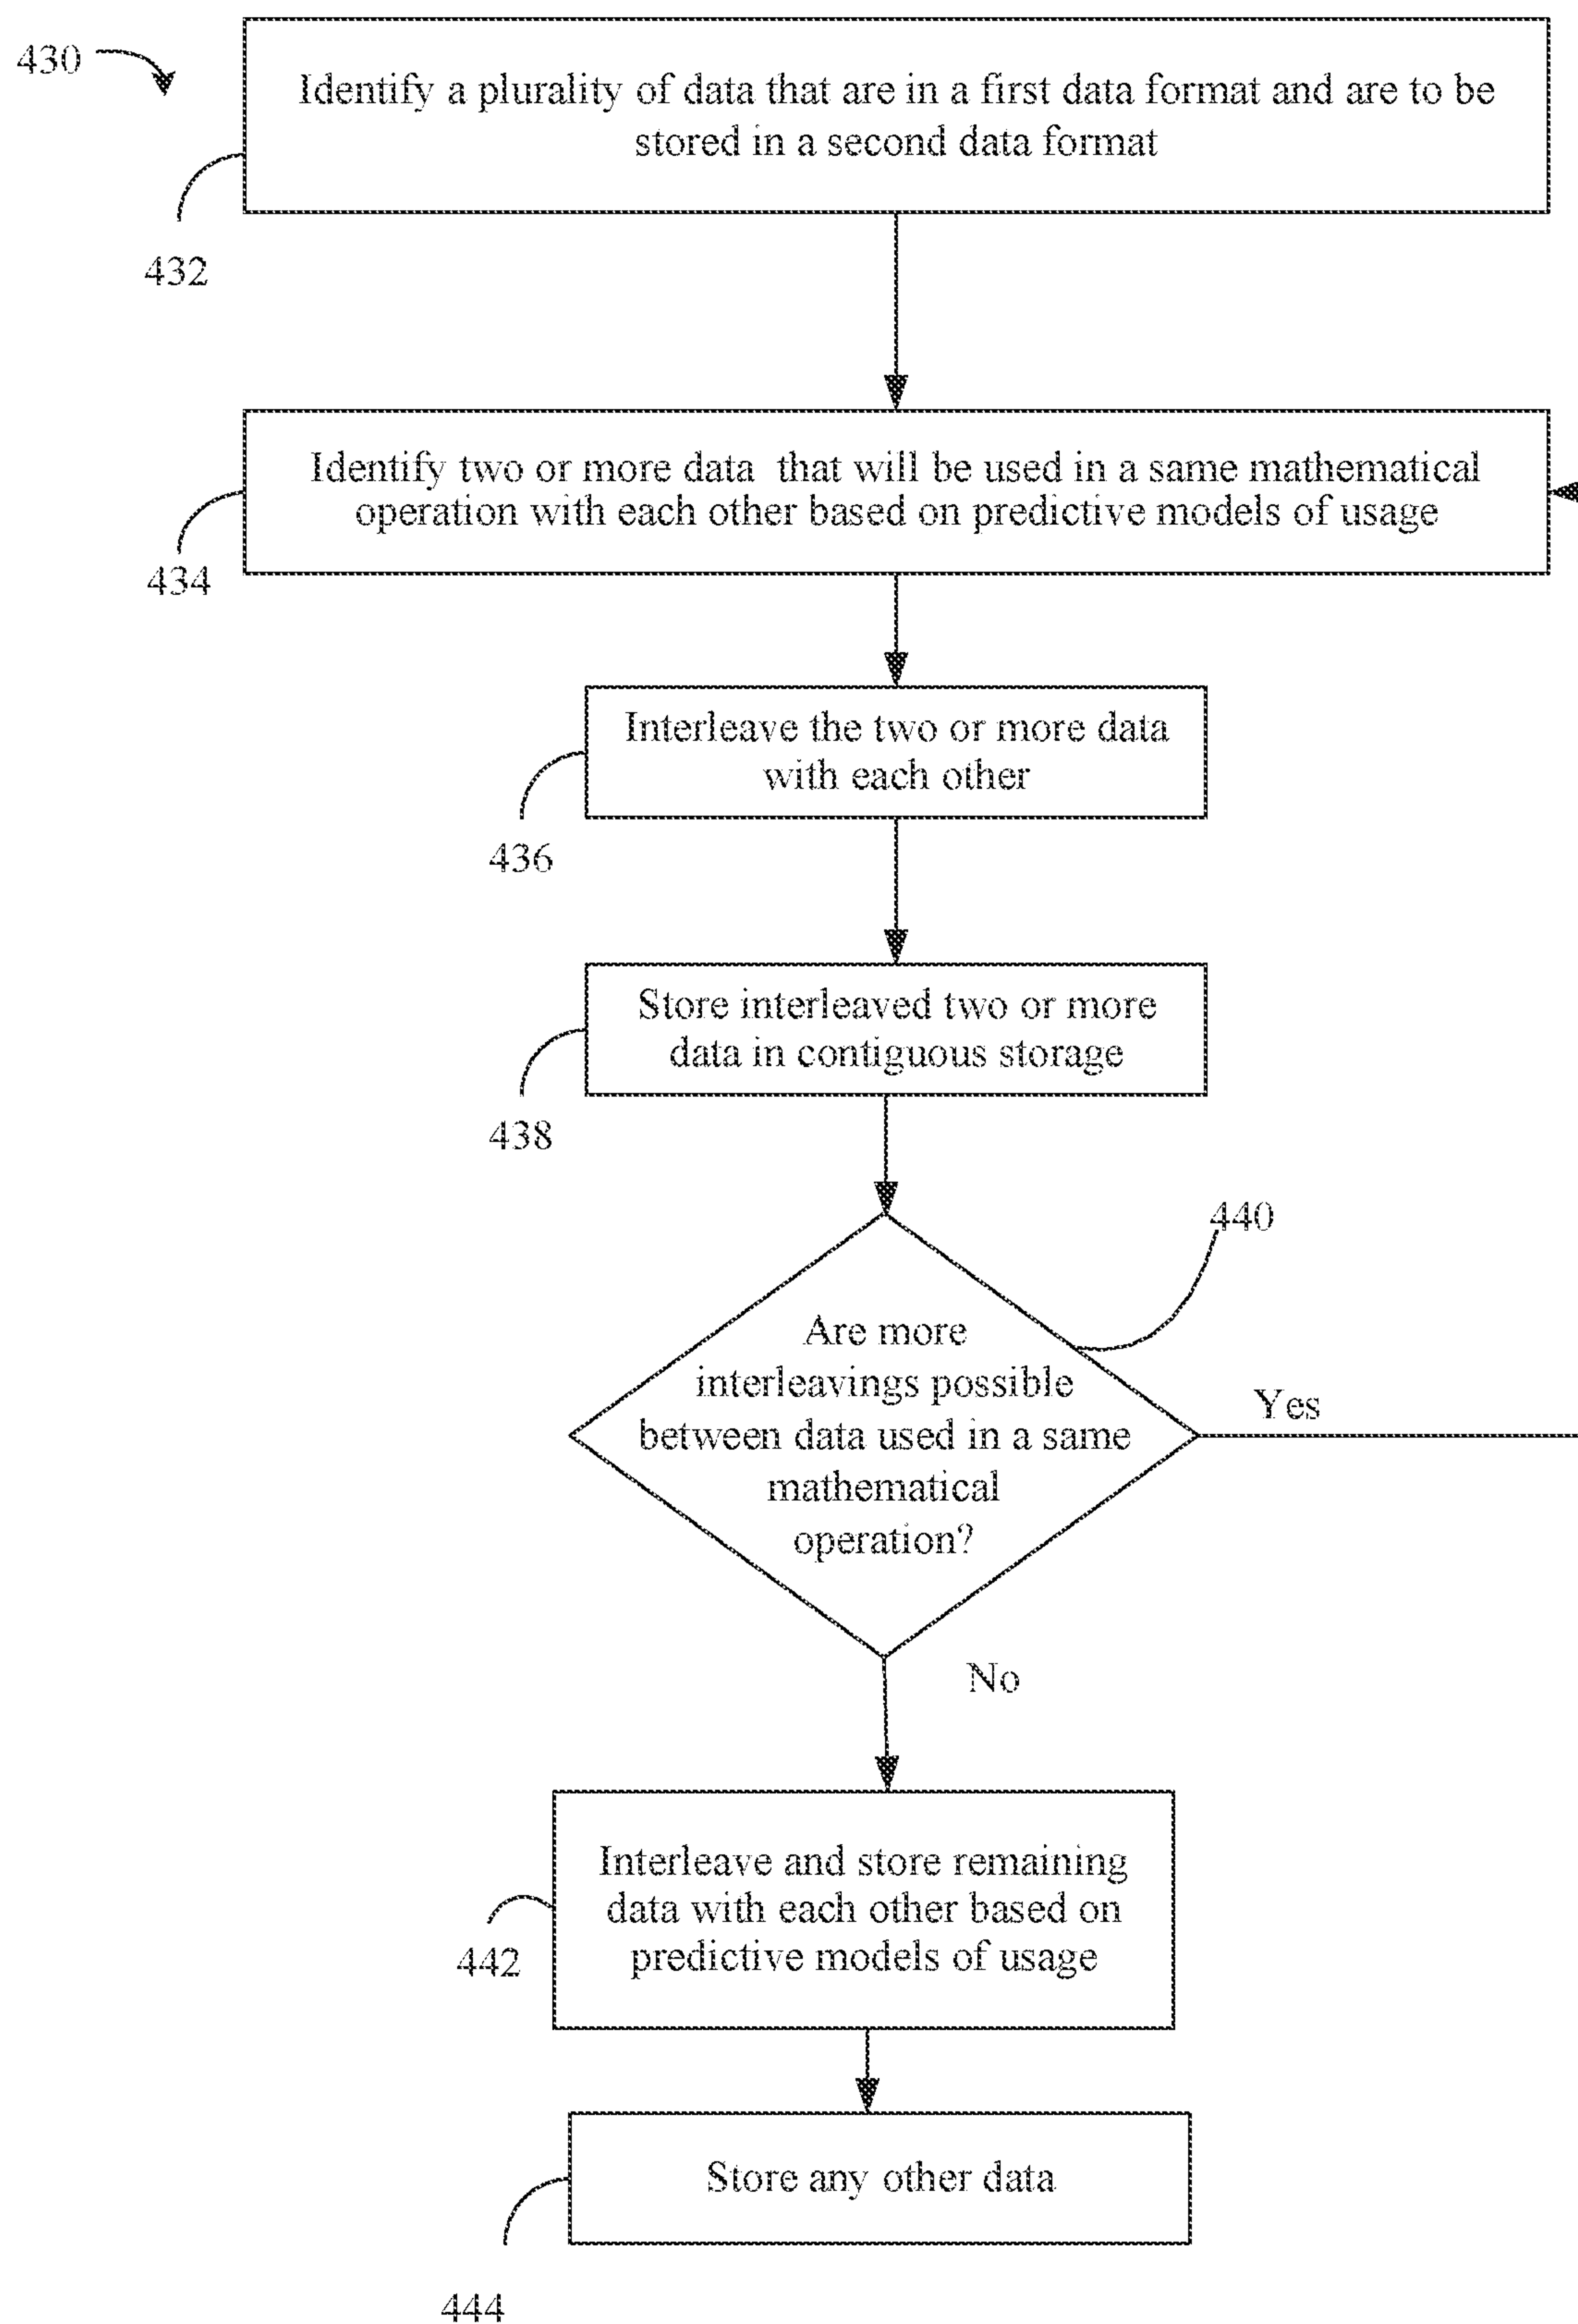 430
Identify a plurality of data that are in a first data format and are to be
stored in a second data format
432
Identify two or more data that will be used in a same mathematical
operation with each other based on predictive models of usage
434
Interleave the two or more data
with each other
436
Store interleaved two or more
data in contiguous storage
438
440
Are more
interleavings possible
between data used in a same
mathematical
operation?
Yes
No
Interleave and store remaining
data with each other based on
predictive models of usage
442
Store any other data
444